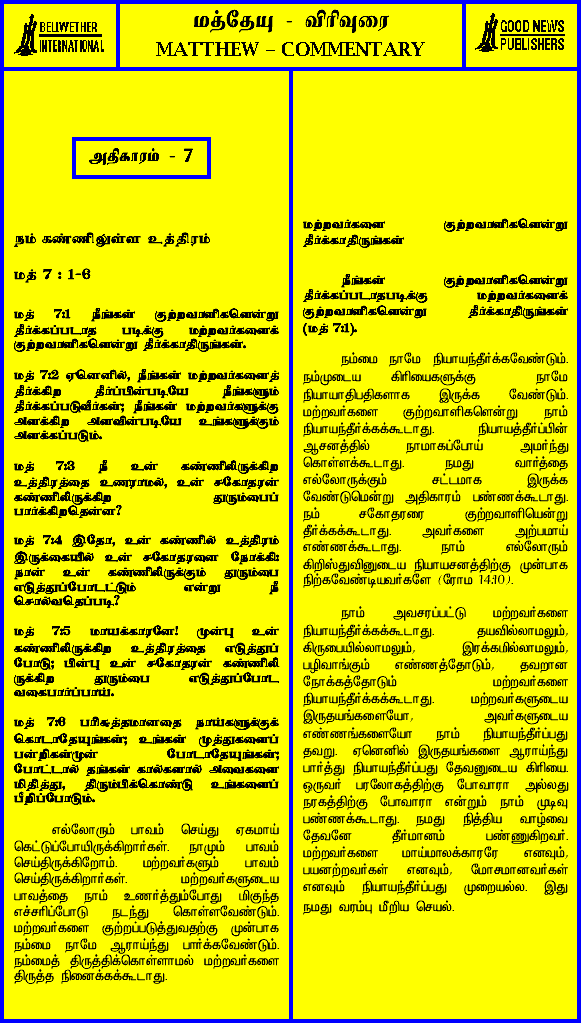 BELLWETHER
INTERNATIONAL
மத்தேயு - விரிவுரை
MATTHEW – COMMENTARY
GOOD NEWS
PUBLISHERS
அதிகாரம் - 7
நம் கண்ணிலுள்ள உத்திரம்
மத் 7 : 1-6
மத் 7:1 நீங்கள் குற்றவாளிகளென்று
தீர்க்கப்படாத படிக்கு மற்றவர்களைக்
குற்றவாளிகளென்று தீர்க்காதிருங்கள்.
மத் 7:2 ஏனெனில், நீங்கள் மற்றவர்களைத்
தீர்க்கிற தீர்ப்பின்படியே நீங்களும்
தீர்க்கப்படுவீர்கள்; நீங்கள் மற்றவர்களுக்கு
அளக்கிற அளவின்படியே உங்களுக்கும்
அளக்கப்படும்.
மத் 7:3 நீ உன் கண்ணிலிருக்கிற
உத்திரத்தை உணராமல், உன் சகோதரன்
கண்ணிலிருக்கிற துரும்பைப்
பார்க்கிறதென்ன?
மத் 7:4 இதோ, உன் கண்ணில் உத்திரம்
இருக்கையில் உன் சகோதரனை நோக்கி:
நான் உன் கண்ணிலிருக்கும் துரும்பை
எடுத்துப்போடட்டும் என்று நீ
சொல்வதெப்படி?
மத் 7:5 மாயக்காரனே! முன்பு உன்
கண்ணிலிருக்கிற உத்திரத்தை எடுத்துப்
போடு; பின்பு உன் சகோதரன் கண்ணிலி
ருக்கிற துரும்பை எடுத்துப்போட
வகைபார்ப்பாய்.
மத் 7:6 பரிசுத்தமானதை நாய்களுக்குக்
கொடாதேயுங்கள்; உங்கள் முத்துகளைப்
பன்றிகள்முன் போடாதேயுங்கள்;
போட்டால் தங்கள் கால்களால் அவைகளை
மிதித்து, திரும்பிக்கொண்டு உங்களைப்
பீறிப்போடும்.
எல்லோரும் பாவம் செய்து ஏகமாய்
கெட்டுப்போயிருக்கிறார்கள். நாமும் பாவம்
செய்திருக்கிறோம். மற்றவர்களும் பாவம்
செய்திருக்கிறார்கள். மற்றவர்களுடைய
பாவத்தை நாம் உணர்த்தும்போது மிகுந்த
எச்சரிப்போடு நடந்து கொள்ளவேண்டும்.
மற்றவர்களை குற்றப்படுத்துவதற்கு முன்பாக
நம்மை நாமே ஆராய்ந்து பார்க்கவேண்டும்.
நம்மைத் திருத்திக்கொள்ளாமல் மற்றவர்களை
திருத்த நினைக்கக்கூடாது.
மற்றவர்களை குற்றவாளிகளென்று
தீர்க்காதிருங்கள்
நீங்கள் குற்றவாளிகளென்று
தீர்க்கப்படாதபடிக்கு மற்றவர்களைக்
குற்றவாளிகளென்று தீர்க்காதிருங்கள்
(மத் 7:1).
நம்மை நாமே நியாயந்தீர்க்கவேண்டும்.
நம்முடைய கிரியைகளுக்கு நாமே
நியாயாதிபதிகளாக இருக்க வேண்டும்.
மற்றவர்களை குற்றவாளிகளென்று நாம்
நியாயந்தீர்க்கக்கூடாது. நியாயத்தீர்ப்பின்
ஆசனத்தில் நாமாகப்போய் அமர்ந்து
கொள்ளக்கூடாது. நமது வார்த்தை
எல்லோருக்கும் சட்டமாக இருக்க
வேண்டுமென்று அதிகாரம் பண்ணக்கூடாது.
நம் சகோதரரை குற்றவாளியென்று
தீர்க்கக்கூடாது. அவர்களை அற்பமாய்
எண்ணக்கூடாது. நாம் எல்லோரும்
கிறிஸ்துவினுடைய நியாயசனத்திற்கு முன்பாக
நிற்கவேண்டியவர்களே (ரோம 14:10).
நாம் அவசரப்பட்டு மற்றவர்களை
நியாயந்தீர்க்கக்கூடாது. தயவில்லாமலும்,
கிருபையில்லாமலும், இரக்கமில்லாமலும்,
பழிவாங்கும் எண்ணத்தோடும், தவறான
நோக்கத்தோடும் மற்றவர்களை
நியாயந்தீர்க்கக்கூடாது. மற்றவர்களுடைய
இருதயங்களையோ, அவர்களுடைய
எண்ணங்களையோ நாம் நியாயந்தீர்ப்பது
தவறு. ஏனெனில் இருதயங்களை ஆராய்ந்து
பார்த்து நியாயந்தீர்ப்பது தேவனுடைய கிரியை.
ஒருவர் பரலோகத்திற்கு போவாரா அல்லது
நரகத்திற்கு போவாரா என்றும் நாம் முடிவு
பண்ணக்கூடாது. நமது நித்திய வாழ்வை
தேவனே தீர்மானம் பண்ணுகிறவர்.
மற்றவர்களை மாய்மாலக்காரரே எனவும்,
பயனற்றவர்கள் எனவும், மோசமானவர்கள்
எனவும் நியாயந்தீர்ப்பது முறையல்ல. இது
நமது வரம்பு மீறிய செயல்.